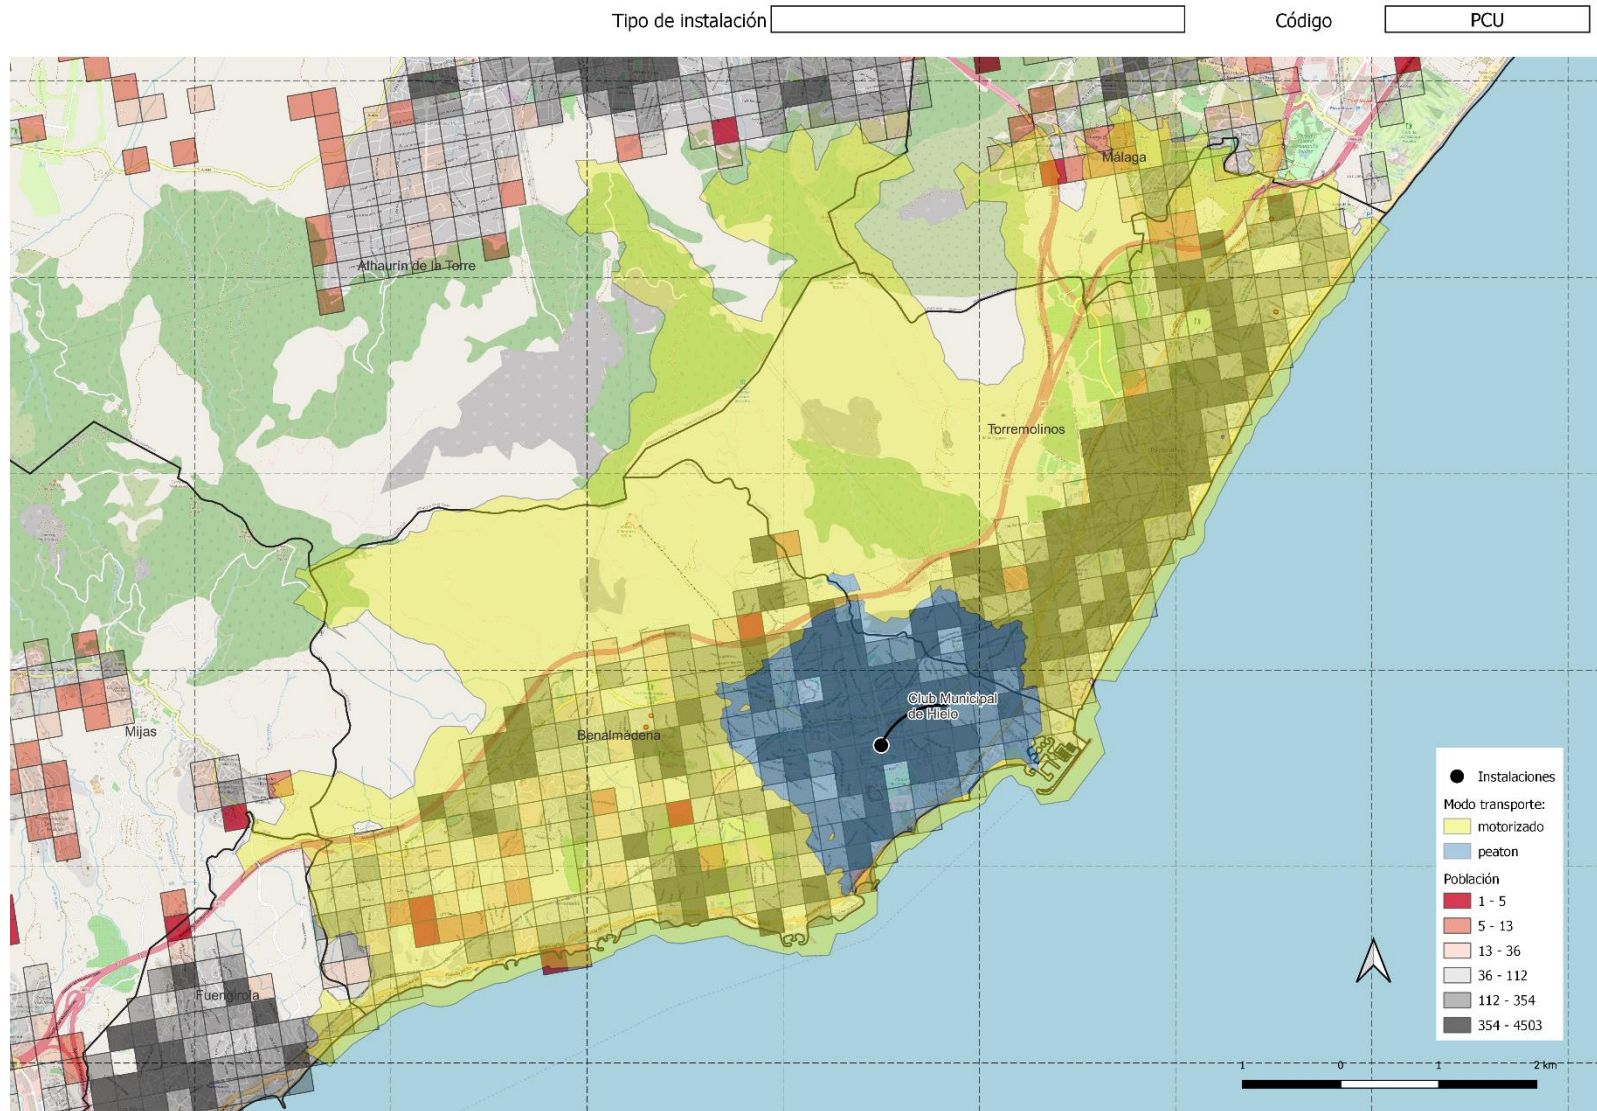 Tipo de instalación
Código
PCU
Málaga
Alhaurín de la Torre
Torremolinos
Club Municipal
de Hielo
Mijas
Benalmádena
Fuengirola
Instalaciones
Modo transporte:
motorizado
peaton
Población
1 - 5
5 - 13
13 - 36
36 - 112
112 - 354
354 - 4503
1 0 1 2 km